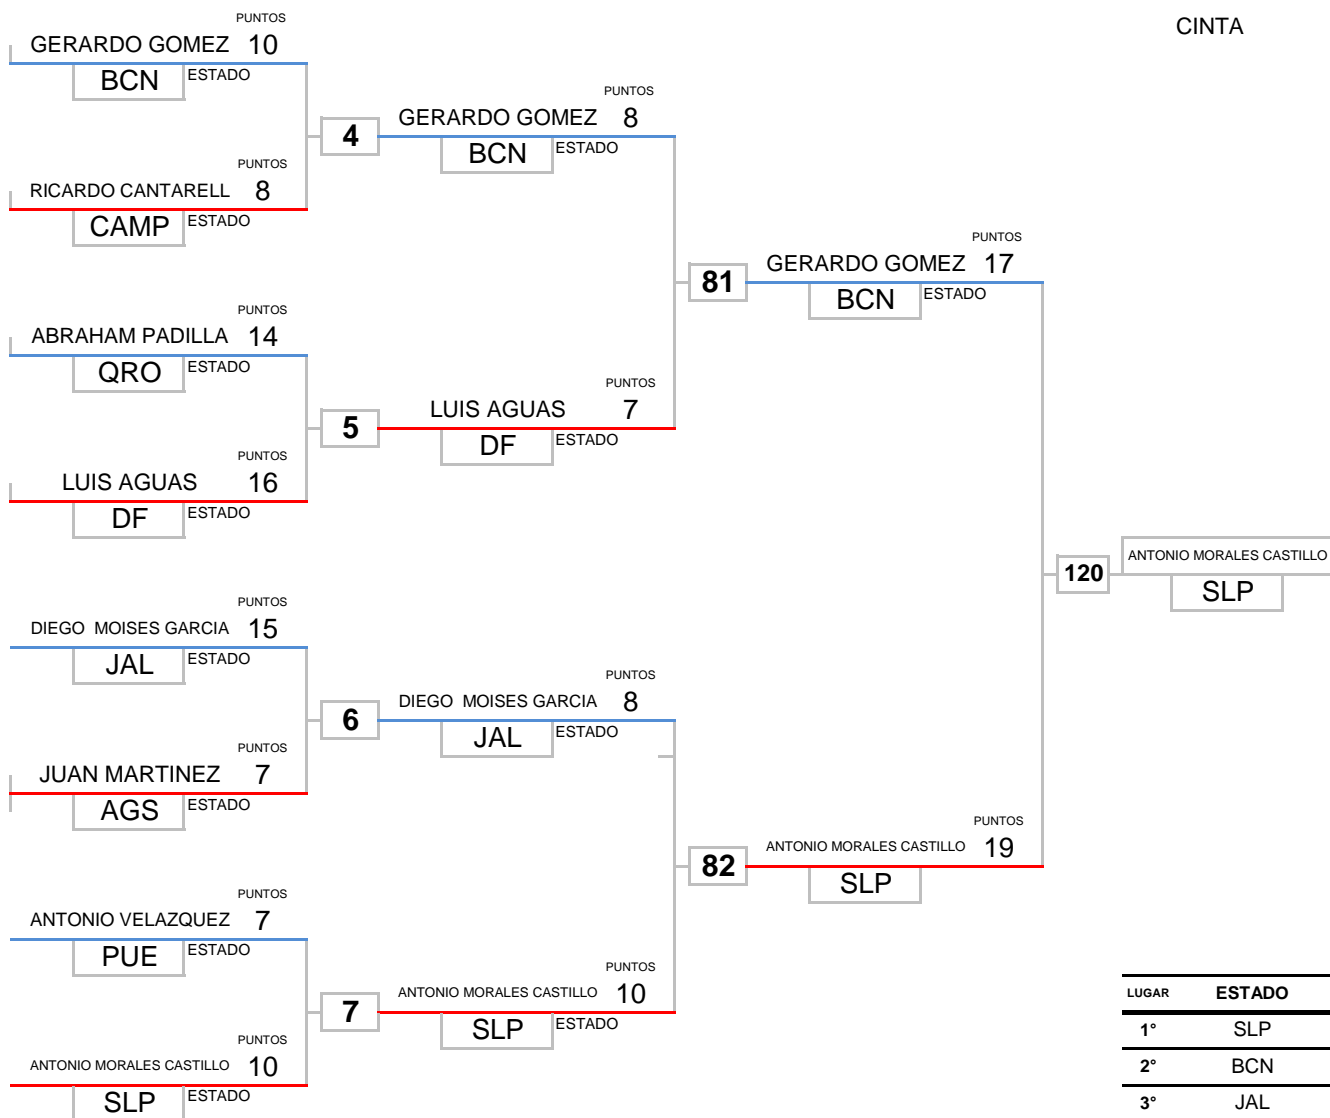 PUNTOS
CINTA
GERARDO GOMEZ 10
BCN ESTADO
PUNTOS
4 GERARDO GOMEZ 8
BCN ESTADO
PUNTOS
RICARDO CANTARELL 8
CAMP ESTADO
PUNTOS
81 GERARDO GOMEZ 17
BCN ESTADO
PUNTOS
ABRAHAM PADILLA 14
QRO ESTADO
PUNTOS
5 LUIS AGUAS 7
DF ESTADO
PUNTOS
LUIS AGUAS 16
DF ESTADO
120 ANTONIO MORALES CASTILLO
SLP
PUNTOS
DIEGO MOISES GARCIA 15
JAL ESTADO
PUNTOS
6 DIEGO MOISES GARCIA 8
JAL ESTADO
PUNTOS
JUAN MARTINEZ 7
AGS ESTADO
PUNTOS
82 ANTONIO MORALES CASTILLO 19
SLP
PUNTOS
ANTONIO VELAZQUEZ 7
PUE ESTADO
PUNTOS
7 ANTONIO MORALES CASTILLO 10
SLP ESTADO
PUNTOS
ANTONIO MORALES CASTILLO 10
SLP ESTADO
LUGAR ESTADO
1° SLP
2° BCN
3° JAL